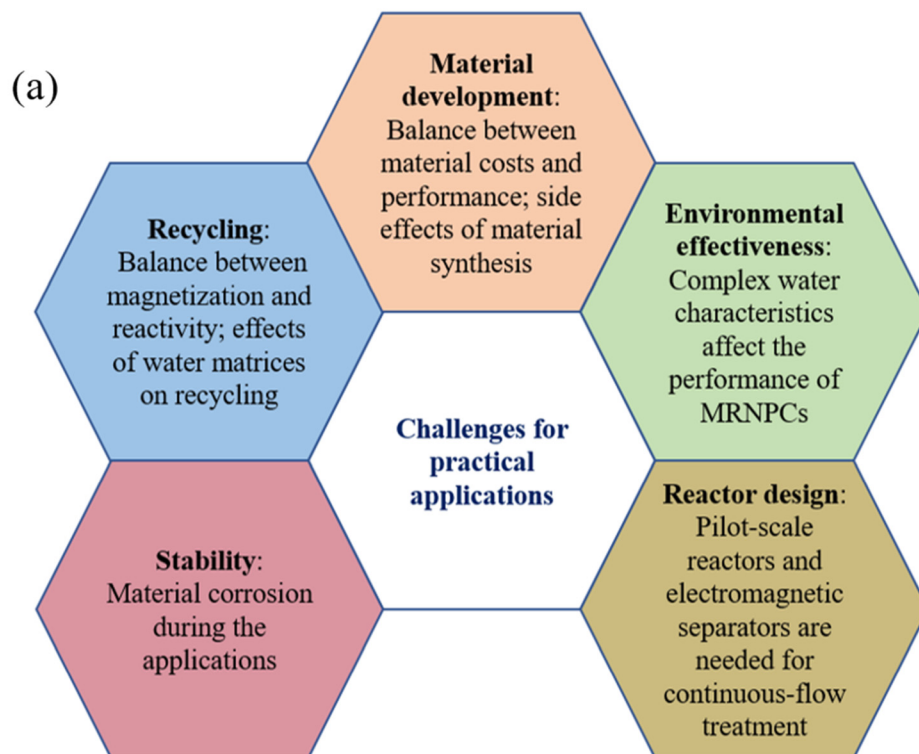 (a)
Material
development:
Balance between
material costs and
performance; side
effects of material
synthesis
Recycling:
Balance between
magnetization and
reactivity; effects
of water matrices
on recycling
Environmental
effectiveness:
Complex water
characteristics
affect the
performance of
MRNPCs
Challenges for
practical
applications
Stability:
Material corrosion
during the
applications
Reactor design:
Pilot-scale
reactors and
electromagnetic
separators are
needed for
continuous-flow
treatment